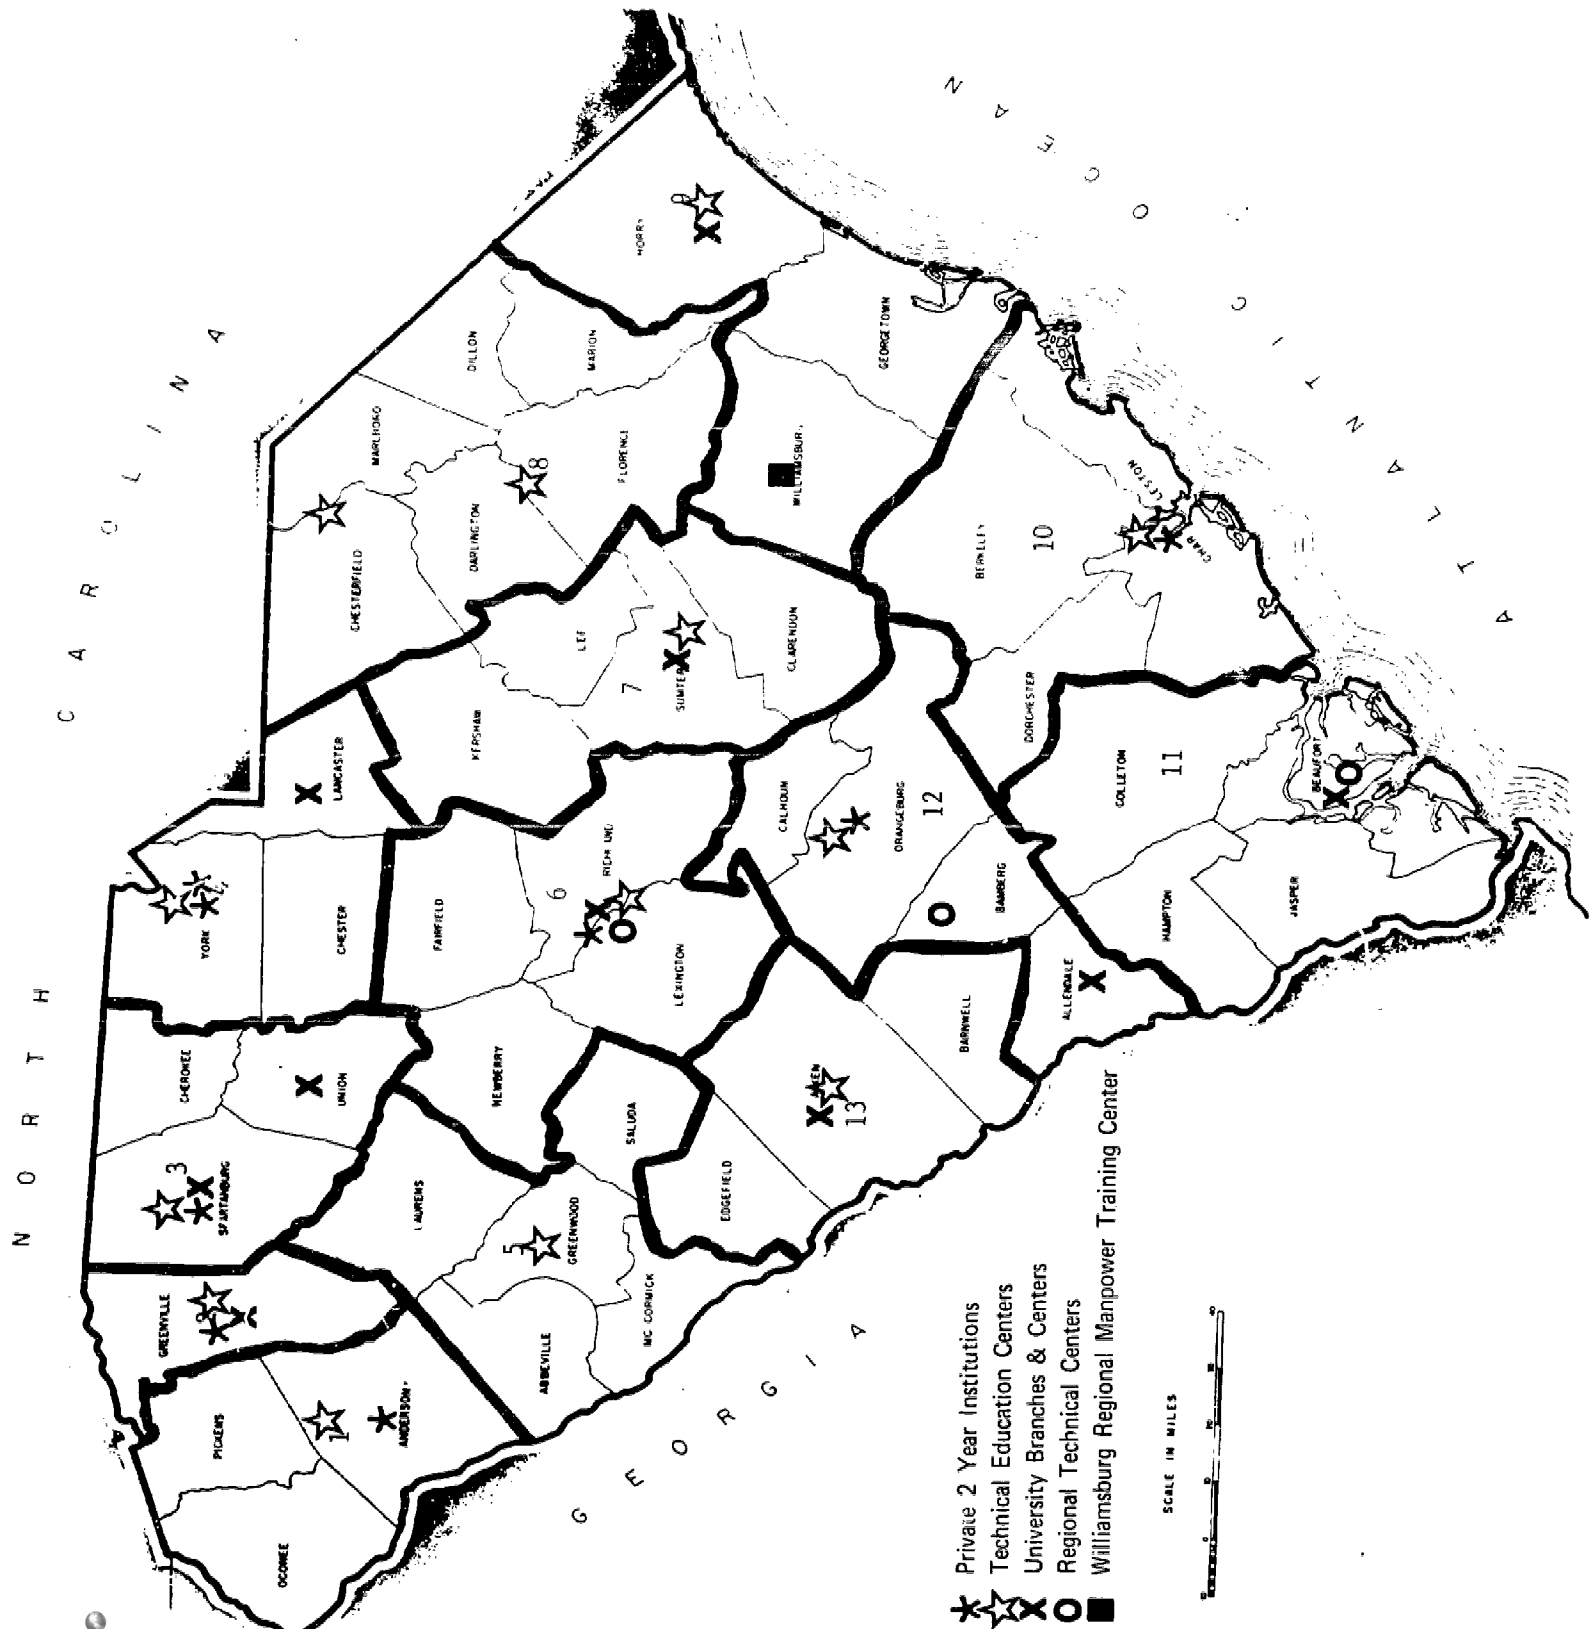 NORTH CAROLINA
ATLANTIC OCEAN
GEORGIA
OCONEE
PICKENS
GREENVILLE
ANDERSON
1
SPARTANBURG
3
CHEROKEE
UNION
YORK
CHESTER
LANCASTER
ABBEVILLE
GREENWOOD
5
LAURENS
MC CORMICK
EDGEFIELD
SALUDA
NEWBERRY
FAIRFIELD
6
LEXINGTON
KERSHAW
LEE
7
SUMTER
CLARENDON
CHESTERFIELD
MARLBORO
DARLINGTON
8
FLORENCE
DILLON
MARION
HORRY
9
GEORGETOWN
BERKELEY
10
CHARLESTON
DORCHESTER
COLLETON
11
BEAUFORT
HAMPTON
JASPER
CALHOUN
ORANGEBURG
12
BAMBERG
ALLENDALE
BARNWELL
13
Private 2 Year Institutions
Technical Education Centers
University Branches & Centers
Regional Technical Centers
Williamsburg Regional Manpower Training Center
SCALE IN MILES